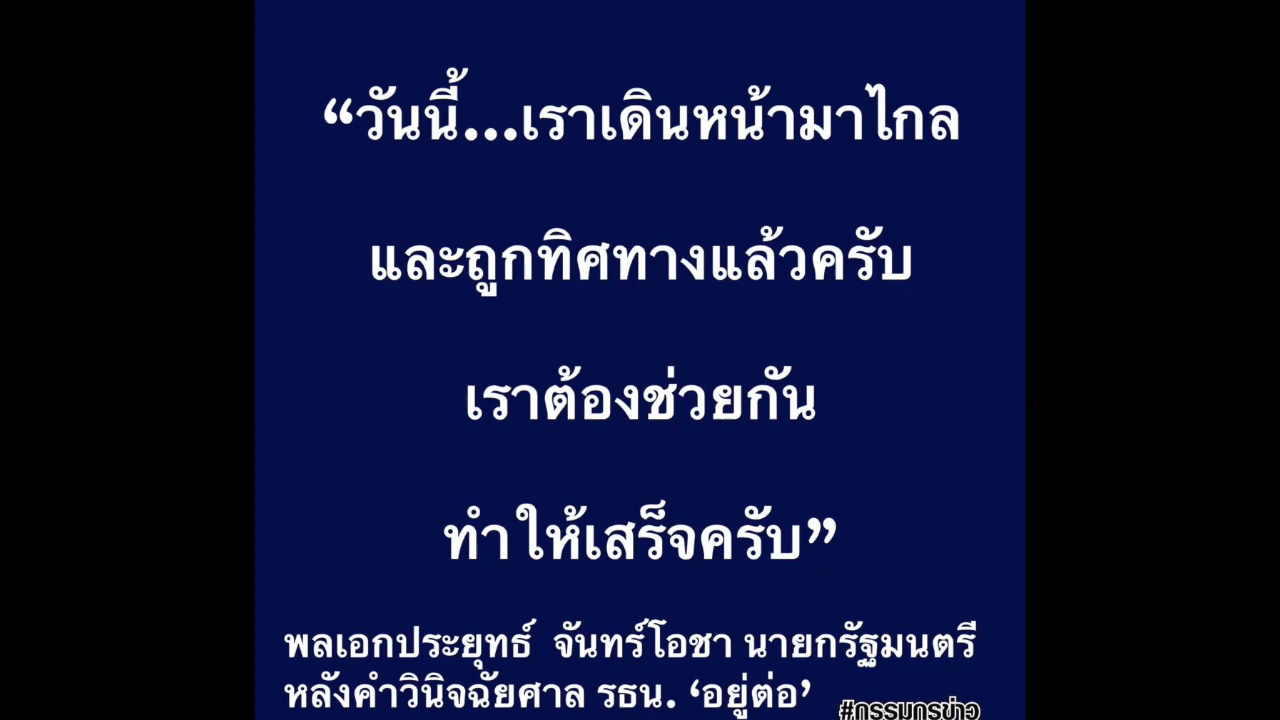 “วันนี้...เราเดินหน้ามาไกล
และถูกทิศทางแล้วครับ
เราต้องช่วยกัน
ทำให้เสร็จครับ”
พลเอกประยุทธ์ จันทร์โอชา นายกรัฐมนตรี
หลังคำวินิจฉัยศาล รธน. ‘อยู่ต่อ’
#กรรมกรข่าว